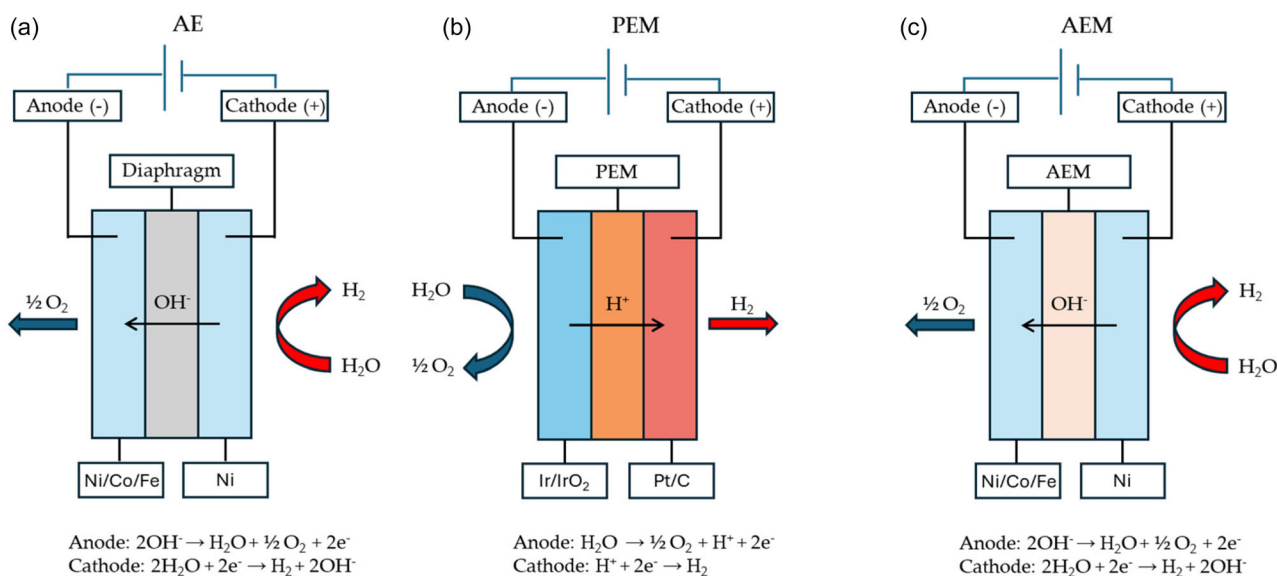 (a)
AE
Anode (-)
Cathode (+)
Diaphragm
½ O₂
OH⁻
H₂
H₂O
Ni/Co/Fe
Ni
Anode: 2OH⁻ → H₂O + ½ O₂ + 2e⁻
Cathode: 2H₂O + 2e⁻ → H₂ + 2OH⁻
(b)
PEM
Anode (-)
Cathode (+)
PEM
H₂O
½ O₂
H⁺
H₂
Ir/IrO₂
Pt/C
Anode: H₂O → ½ O₂ + H⁺ + 2e⁻
Cathode: H⁺ + 2e⁻ → H₂
(c)
AEM
Anode (-)
Cathode (+)
AEM
½ O₂
OH⁻
H₂
H₂O
Ni/Co/Fe
Ni
Anode: 2OH⁻ → H₂O + ½ O₂ + 2e⁻
Cathode: 2H₂O + 2e⁻ → H₂ + 2OH⁻